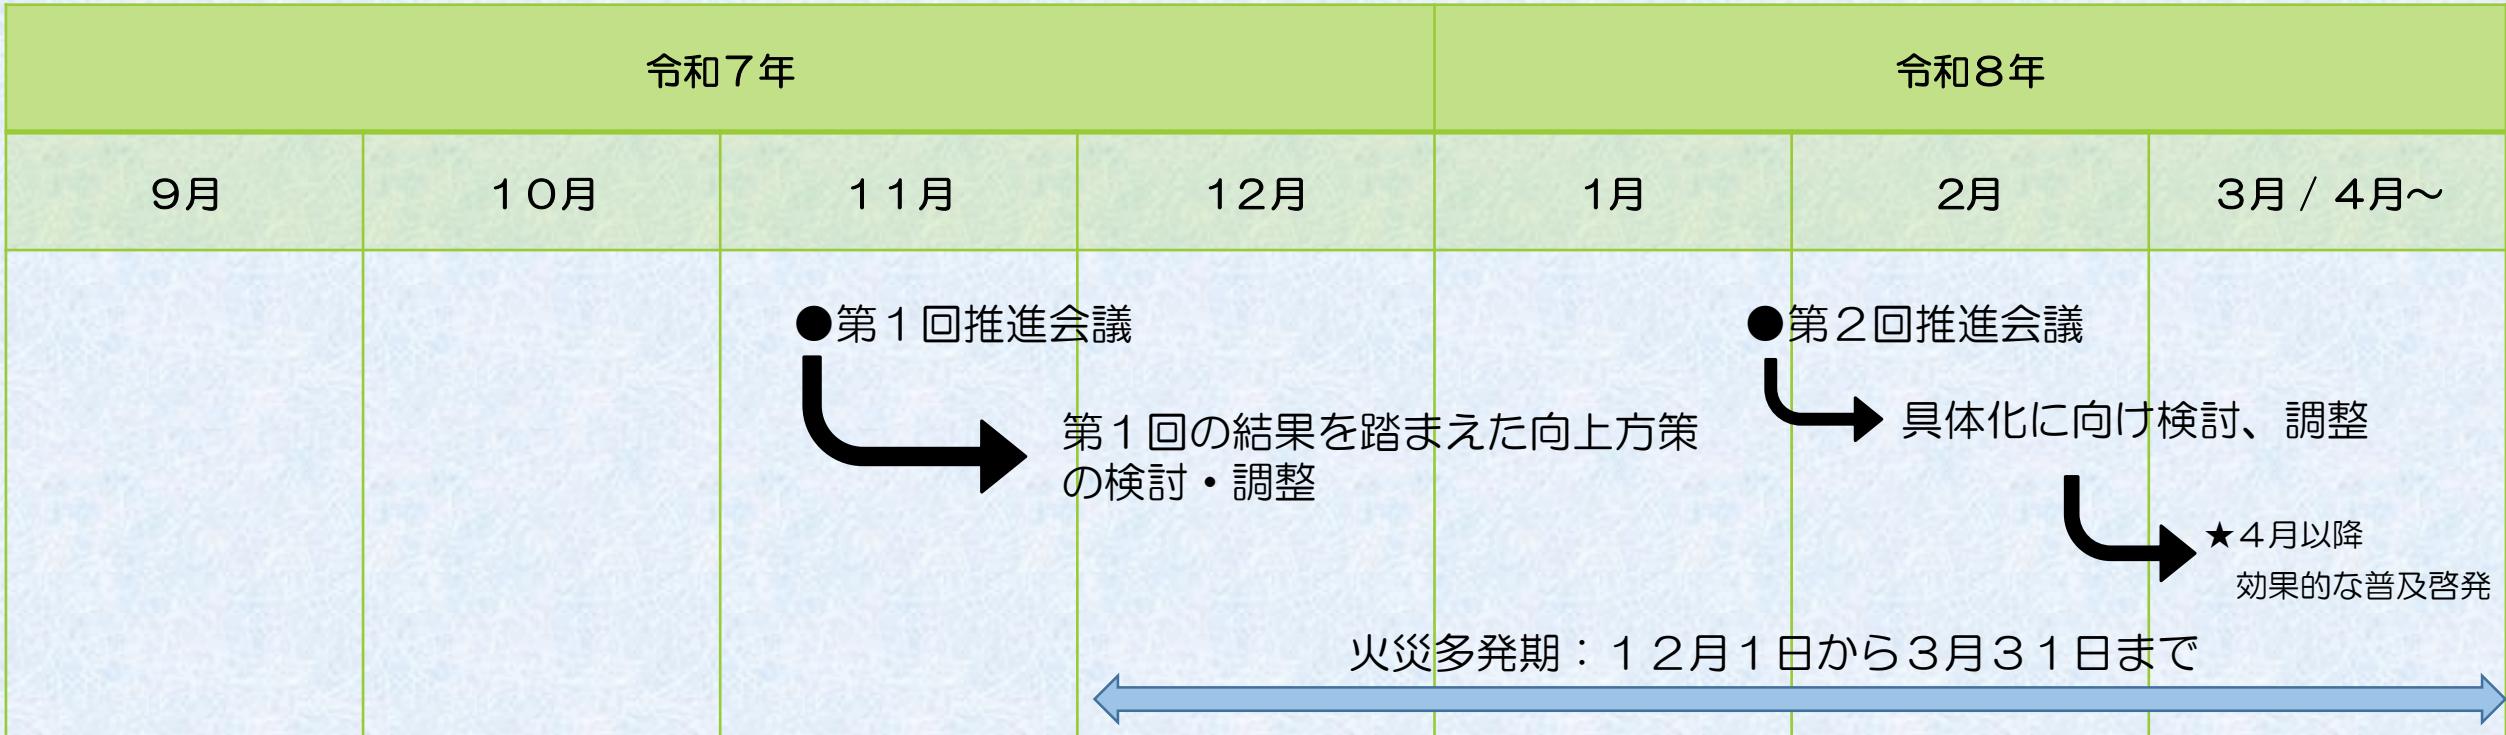 令和７年
令和８年
９月
１０月
１１月
１２月
１月
２月
３月 / ４月～
●第１回推進会議
●第２回推進会議
第１回の結果を踏まえた向上方策
の検討・調整
具体化に向け検討、調整
★４月以降
効果的な普及啓発
火災多発期：１２月１日から３月３１日まで